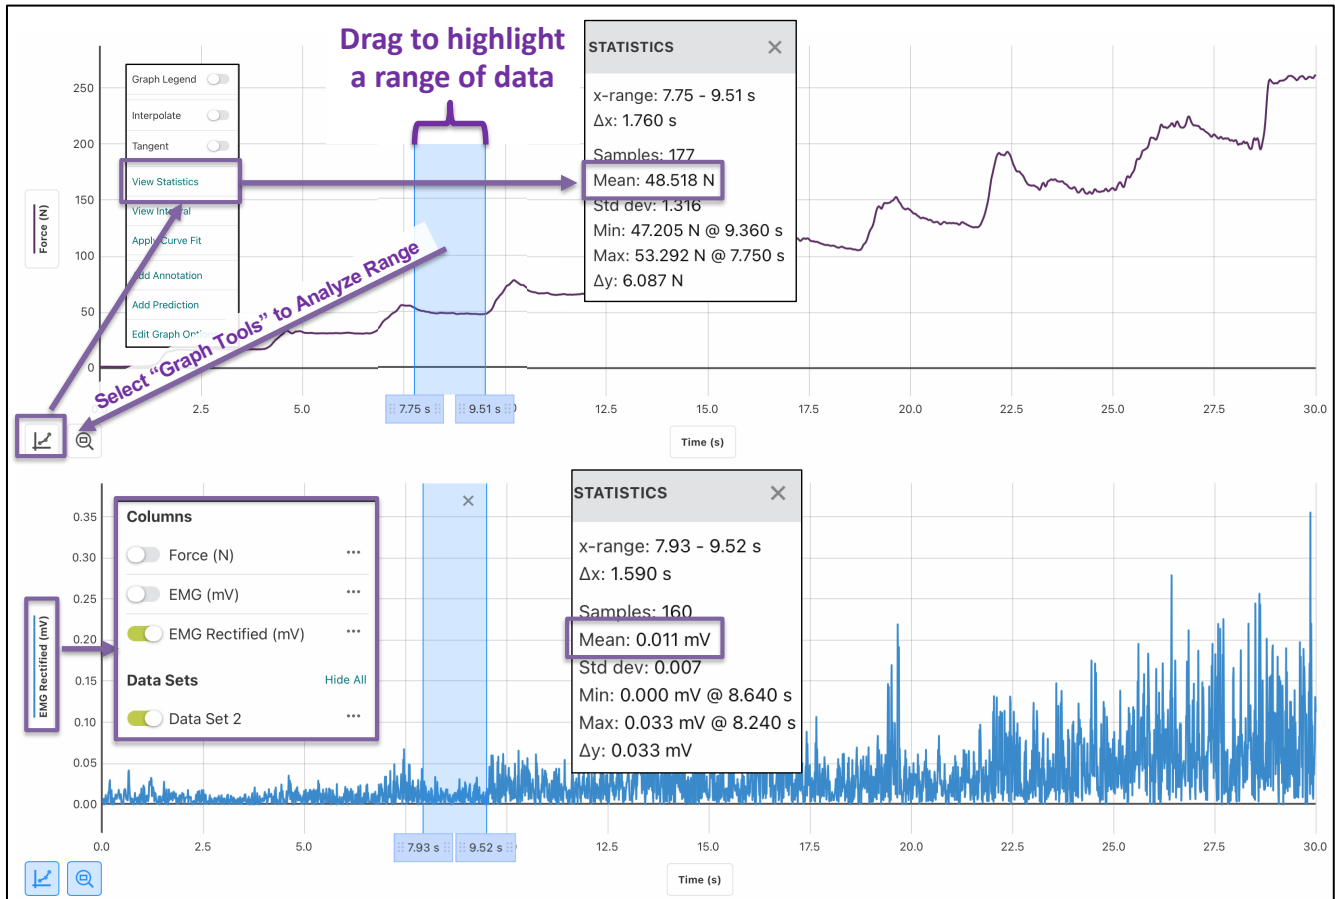 Drag to highlight
a range of data
STATISTICS
x-range: 7.75 - 9.51 s
Δx: 1.760 s
Samples: 177
Mean: 48.518 N
Std dev: 1.316
Min: 47.205 N @ 9.360 s
Max: 53.292 N @ 7.750 s
Δy: 6.087 N
Graph Legend
Interpolate
Tangent
View Statistics
View Integral
Apply Curve Fit
Add Annotation
Add Prediction
Edit Graph Opti
Select “Graph Tools” to Analyze Range
Force (N)
250
200
150
100
50
0
2.5
5.0
7.75 s
9.51 s
12.5
15.0
17.5
20.0
22.5
25.0
27.5
30.0
Time (s)
STATISTICS
x-range: 7.93 - 9.52 s
Δx: 1.590 s
Samples: 160
Mean: 0.011 mV
Std dev: 0.007
Min: 0.000 mV @ 8.640 s
Max: 0.033 mV @ 8.240 s
Δy: 0.033 mV
Columns
Force (N)
EMG (mV)
EMG Rectified (mV)
Data Sets
Hide All
Data Set 2
EMG Rectified (mV)
0.35
0.30
0.25
0.20
0.15
0.10
0.05
0.00
0.0
2.5
5.0
7.93 s
9.52 s
12.5
15.0
17.5
20.0
22.5
25.0
27.5
30.0
Time (s)